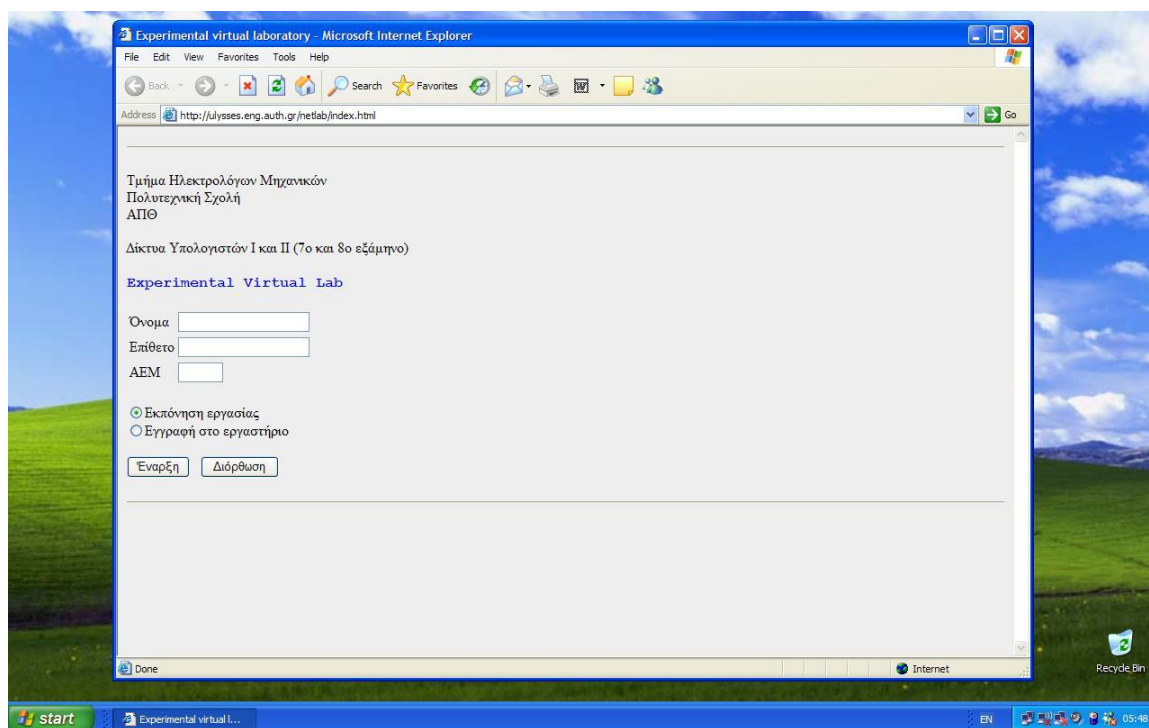 Experimental virtual laboratory - Microsoft Internet Explorer
File Edit View Favorites Tools Help
Back Search Favorites
Address http://ulysses.eng.auth.gr/netlab/index.html Go
Τμήμα Ηλεκτρολόγων Μηχανικών
Πολυτεχνική Σχολή
ΑΠΘ
Δίκτυα Υπολογιστών Ι και ΙΙ (7ο και 8ο εξάμηνο)
Experimental Virtual Lab
Όνομα
Επίθετο
ΑΕΜ
Εκπόνηση εργασίας
Εγγραφή στο εργαστήριο
Έναρξη Διόρθωση
Done Internet
Recycle Bin
start Experimental virtual l... EN 05:48